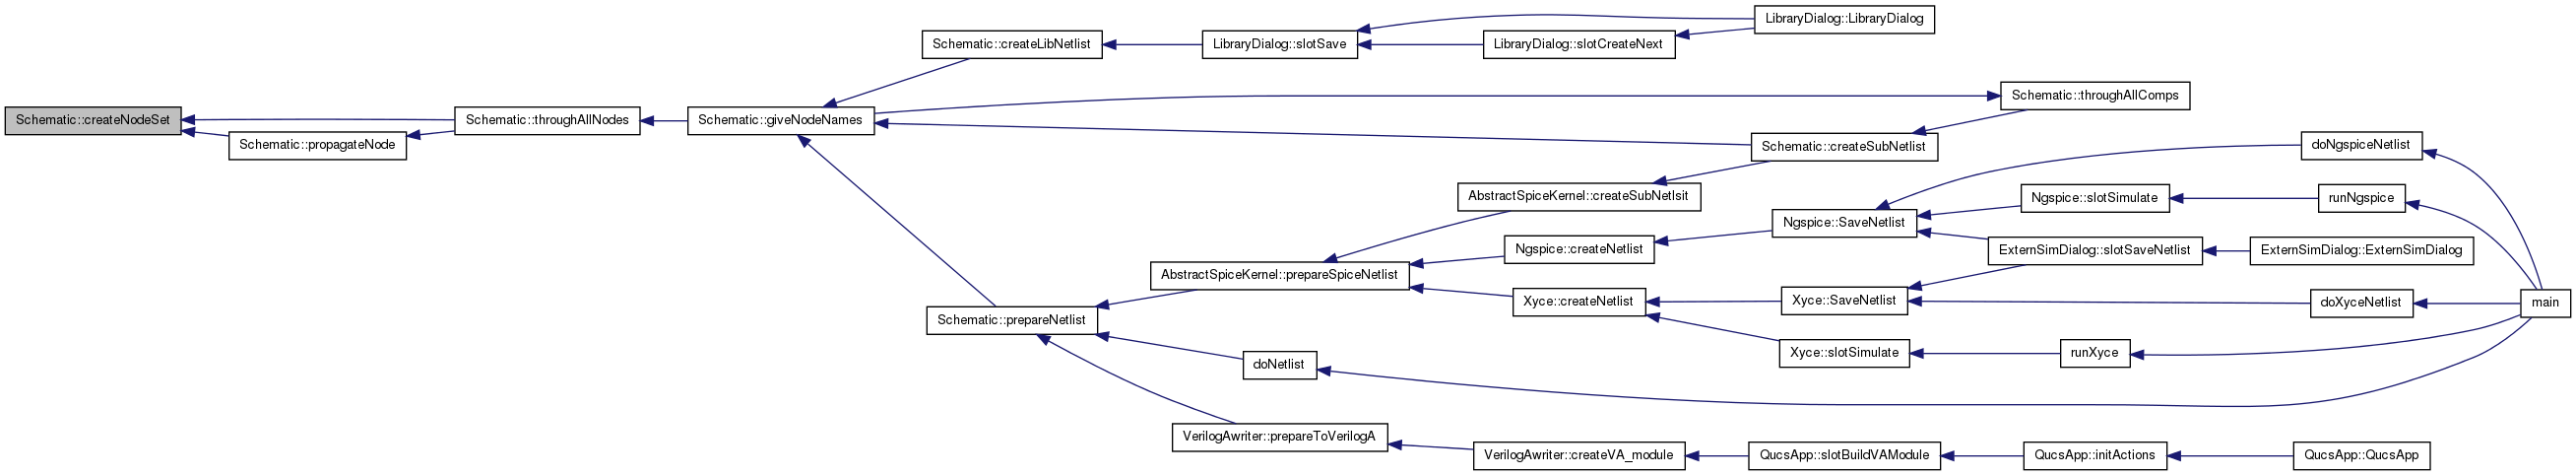 Schematic::createNodeSet
Schematic::propagateNode
Schematic::throughAllNodes
Schematic::giveNodeNames
Schematic::createLibNetlist
LibraryDialog::slotSave
LibraryDialog::slotCreateNext
LibraryDialog::LibraryDialog
Schematic::throughAllComps
Schematic::createSubNetlist
AbstractSpiceKernel::createSubNetlsit
Schematic::prepareNetlist
AbstractSpiceKernel::prepareSpiceNetlist
Ngspice::createNetlist
Ngspice::SaveNetlist
doNgspiceNetlist
Ngspice::slotSimulate
runNgspice
ExternSimDialog::slotSaveNetlist
ExternSimDialog::ExternSimDialog
Xyce::createNetlist
Xyce::SaveNetlist
doXyceNetlist
main
Xyce::slotSimulate
runXyce
doNetlist
VerilogAwriter::prepareToVerilogA
VerilogAwriter::createVA_module
QucsApp::slotBuildVAModule
QucsApp::initActions
QucsApp::QucsApp